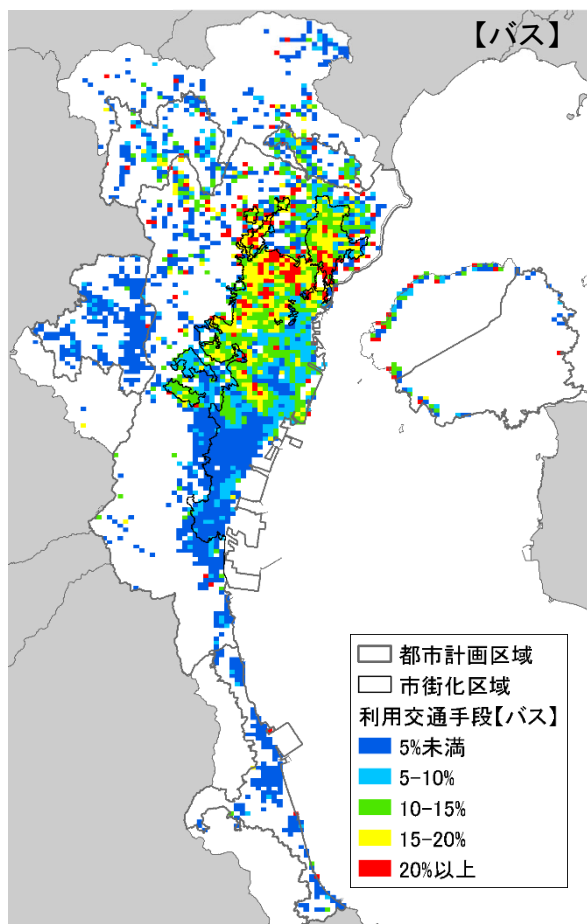 【バス】
都市計画区域
市街化区域
利用交通手段【バス】
5%未満
5-10%
10-15%
15-20%
20%以上